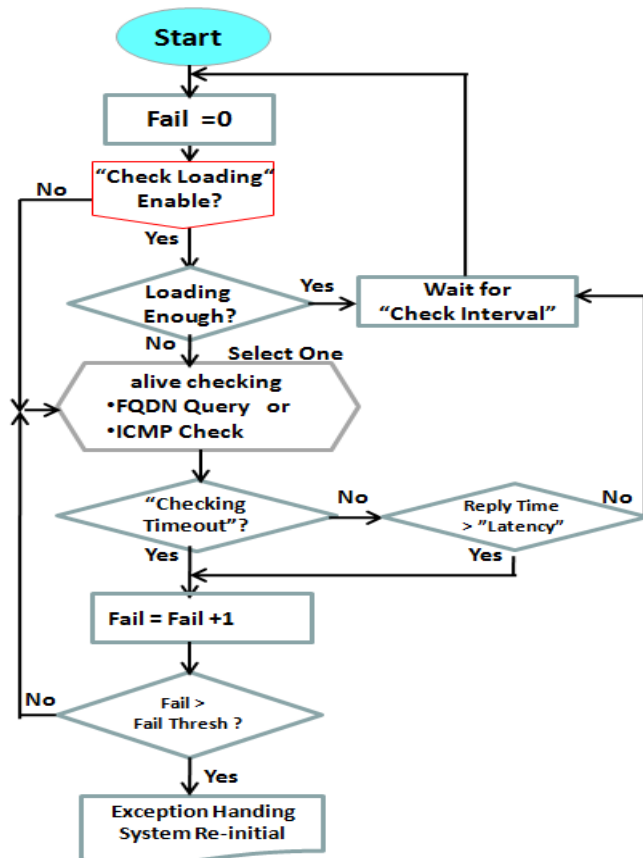 Start
Fail =0
“Check Loading“
Enable?
No
Yes
Loading
Enough?
Yes
Wait for
“Check Interval”
No
Select One
alive checking
•FQDN Query or
•ICMP Check
“Checking
Timeout”?
No
Reply Time
> ”Latency”
No
Yes
Yes
Fail = Fail +1
No
Fail >
Fail Thresh ?
Yes
Exception Handing
System Re-initial